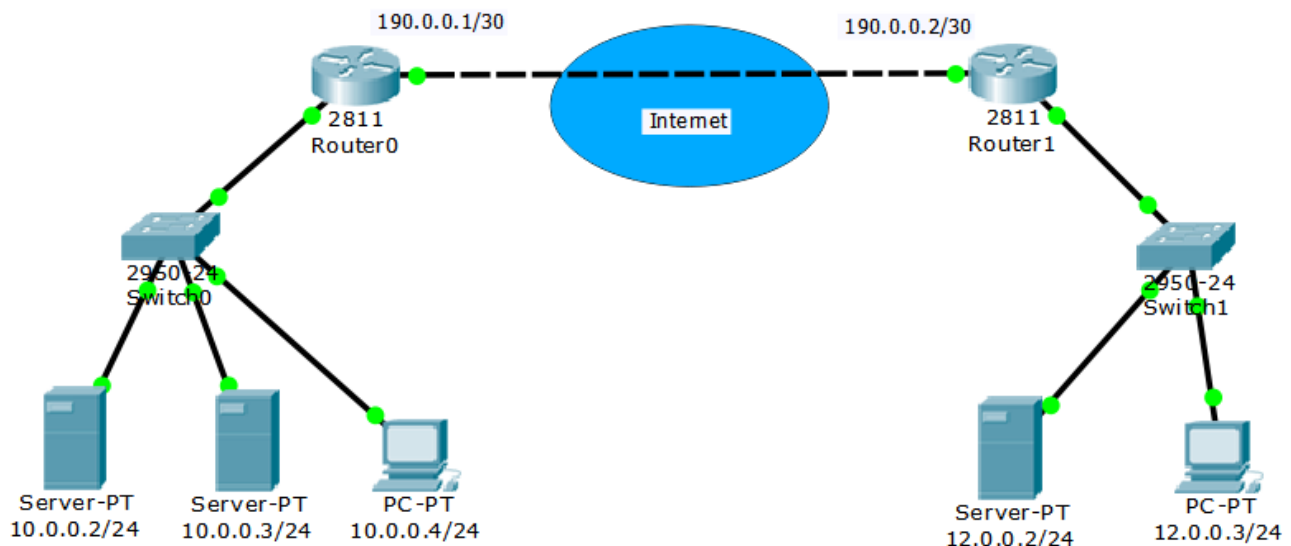 190.0.0.1/30
190.0.0.2/30
2811
Router0
Internet
2811
Router1
2950-24
Switch0
2950-24
Switch1
Server-PT
10.0.0.2/24
Server-PT
10.0.0.3/24
PC-PT
10.0.0.4/24
Server-PT
12.0.0.2/24
PC-PT
12.0.0.3/24